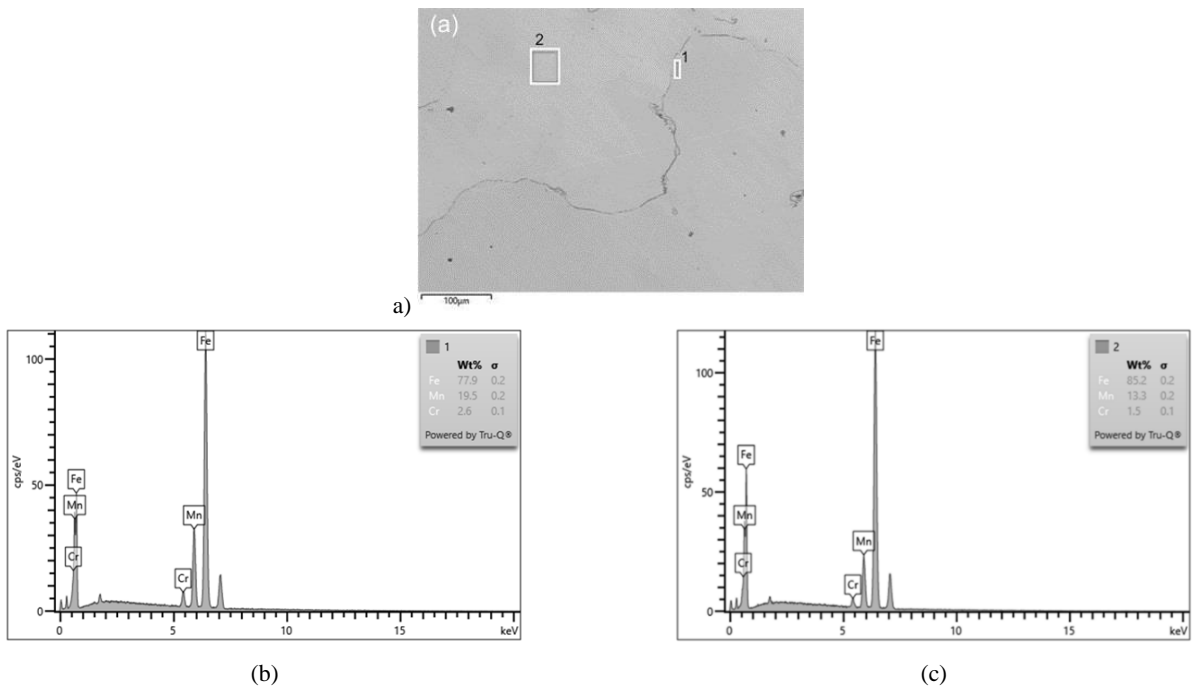 (a)
2
1
a)
100µm
1
Wt% σ
Fe 77.9 0.2
Mn 19.5 0.2
Cr 2.6 0.1
Powered by Tru-Q®
Fe
Fe
Mn
Mn
Cr
Cr
cps/eV
100
50
0
0 5 10 15 keV
(b)
2
Wt% σ
Fe 85.2 0.2
Mn 13.3 0.2
Cr 1.5 0.1
Powered by Tru-Q®
Fe
Fe
Mn
Mn
Cr
Cr
cps/eV
100
50
0
0 5 10 15 keV
(c)